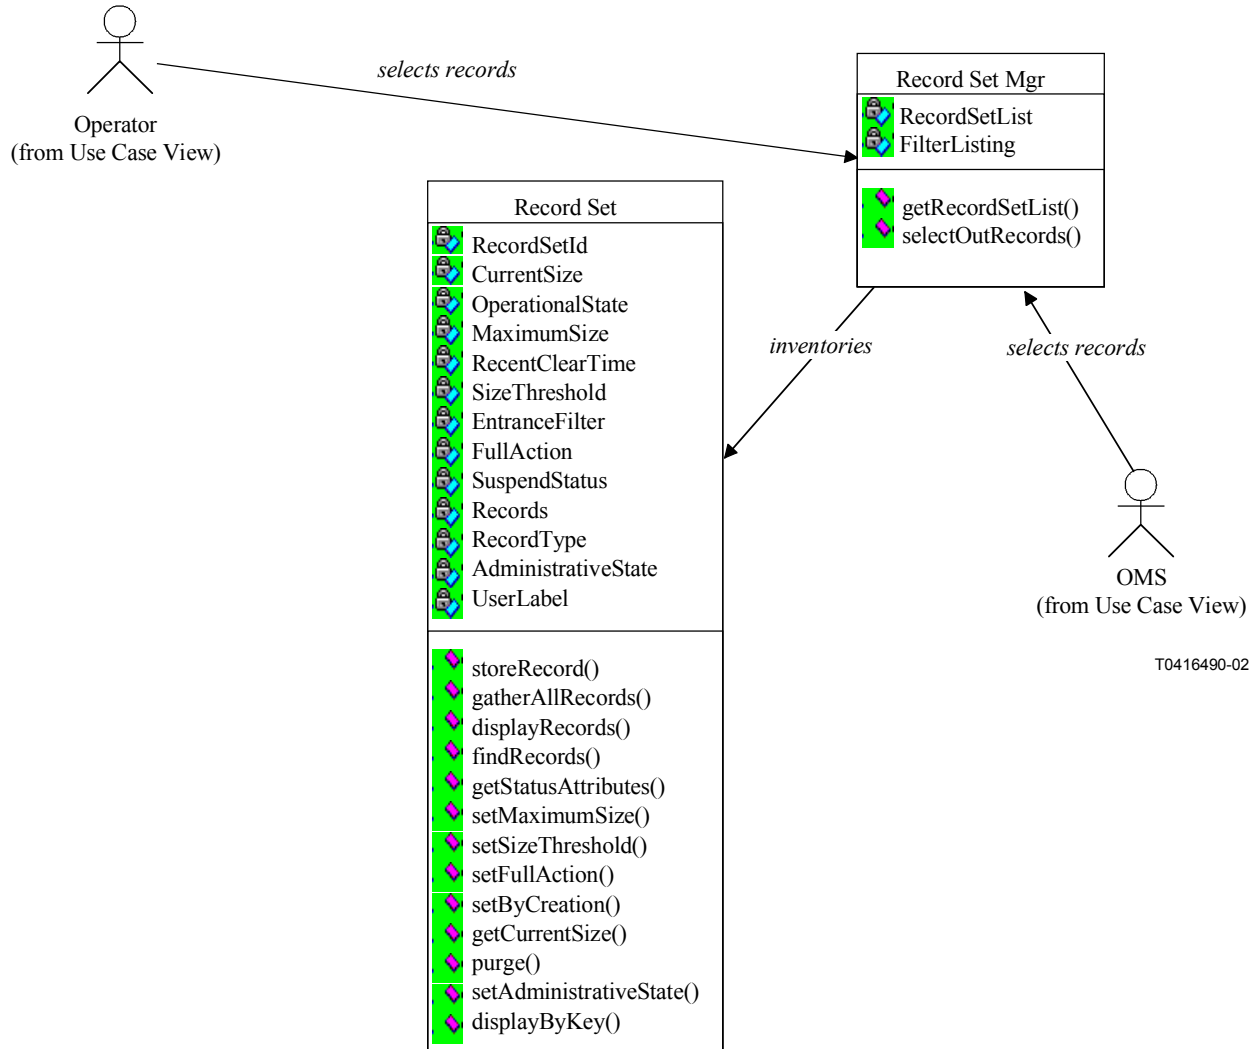 selects records
Operator
(from Use Case View)
Record Set Mgr
RecordSetList
FilterListing
getRecordSetList()
selectOutRecords()
Record Set
RecordSetId
CurrentSize
OperationalState
MaximumSize
RecentClearTime
SizeThreshold
EntranceFilter
FullAction
SuspendStatus
Records
RecordType
AdministrativeState
UserLabel
storeRecord()
gatherAllRecords()
displayRecords()
findRecords()
getStatusAttributes()
setMaximumSize()
setSizeThreshold()
setFullAction()
setByCreation()
getCurrentSize()
purge()
setAdministrativeState()
displayByKey()
inventories
selects records
OMS
(from Use Case View)
T0416490-02